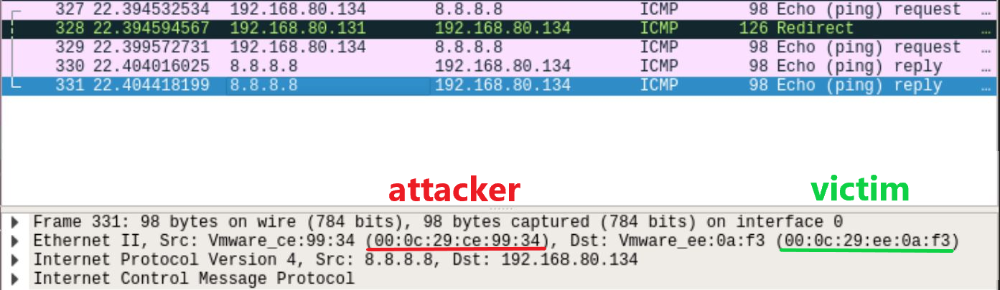 327 22.394532534 192.168.80.134 8.8.8.8 ICMP 98 Echo (ping) request …
328 22.394594567 192.168.80.131 192.168.80.134 ICMP 126 Redirect …
329 22.399572731 192.168.80.134 8.8.8.8 ICMP 98 Echo (ping) request …
330 22.404016025 8.8.8.8 192.168.80.134 ICMP 98 Echo (ping) reply …
331 22.404418199 8.8.8.8 192.168.80.134 ICMP 98 Echo (ping) reply …
attacker victim
Frame 331: 98 bytes on wire (784 bits), 98 bytes captured (784 bits) on interface 0
Ethernet II, Src: Vmware_ce:99:34 (00:0c:29:ce:99:34), Dst: Vmware_ee:0a:f3 (00:0c:29:ee:0a:f3)
Internet Protocol Version 4, Src: 8.8.8.8, Dst: 192.168.80.134
Internet Control Message Protocol